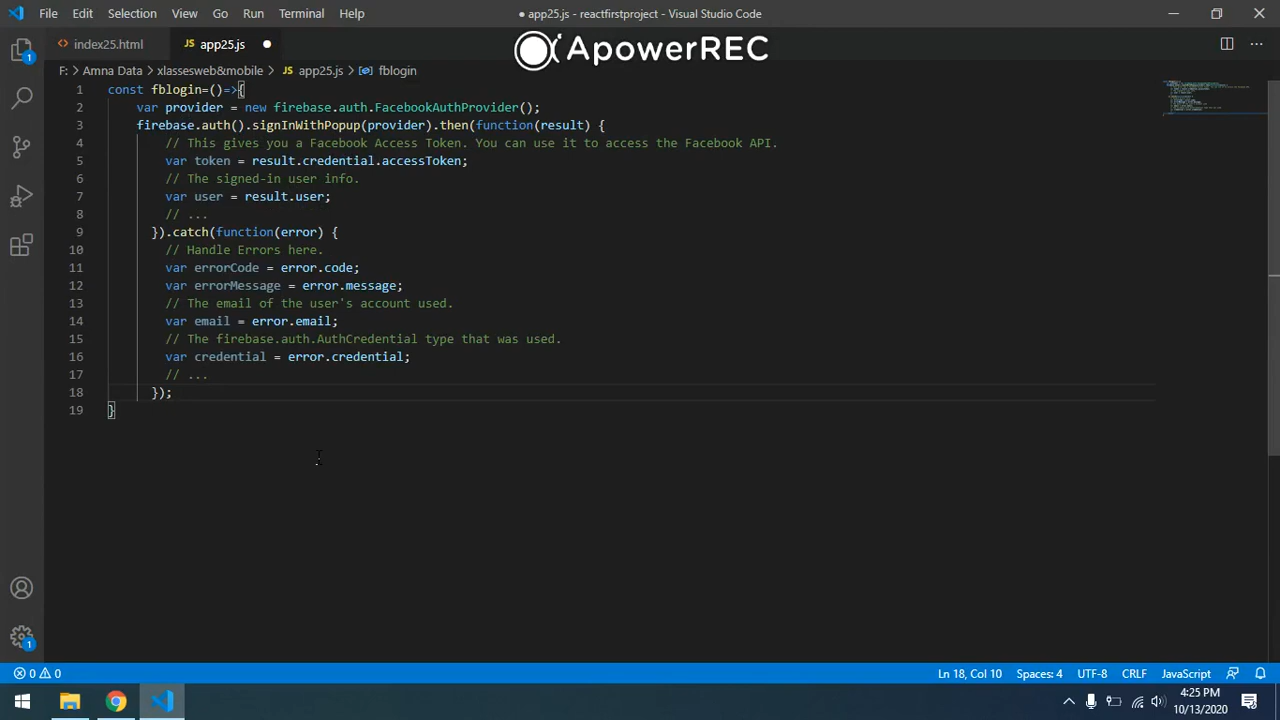 File Edit Selection View Go Run Terminal Help
● app25.js - reactfirstproject - Visual Studio Code
index25.html JS app25.js ●
ApowerREC
F: > Amna Data > xlassesweb&mobile > JS app25.js > fblogin
1 const fblogin=()=>{
2 var provider = new firebase.auth.FacebookAuthProvider();
3 firebase.auth().signInWithPopup(provider).then(function(result) {
4 // This gives you a Facebook Access Token. You can use it to access the Facebook API.
5 var token = result.credential.accessToken;
6 // The signed-in user info.
7 var user = result.user;
8 // ...
9 }).catch(function(error) {
10 // Handle Errors here.
11 var errorCode = error.code;
12 var errorMessage = error.message;
13 // The email of the user's account used.
14 var email = error.email;
15 // The firebase.auth.AuthCredential type that was used.
16 var credential = error.credential;
17 // ...
18 });
19 }
1
1
0 0 Ln 18, Col 10 Spaces: 4 UTF-8 CRLF JavaScript
4:25 PM
10/13/2020